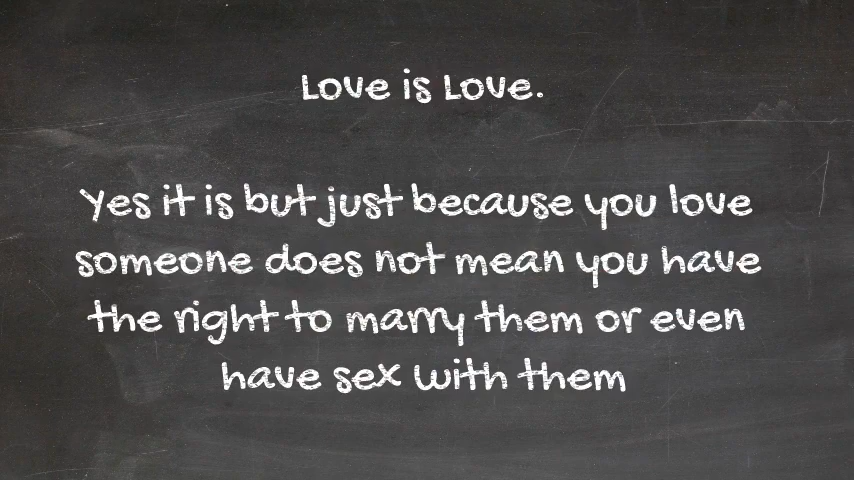 Love is Love.
Yes it is but just because you love
someone does not mean you have
the right to marry them or even
have sex with them